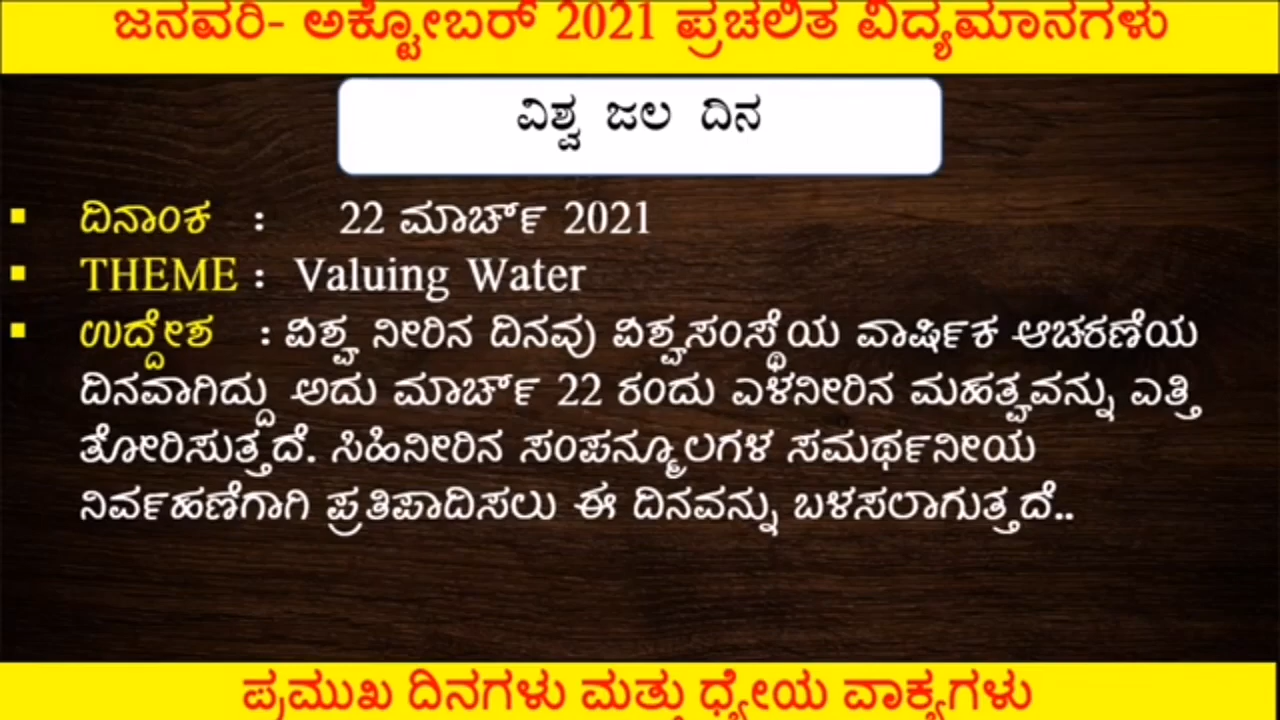 ಜನವರಿ- ಅಕ್ಟೋಬರ್ 2021 ಪ್ರಚಲಿತ ವಿದ್ಯಮಾನಗಳು
ವಿಶ್ವ ಜಲ ದಿನ
▪ ದಿನಾಂಕ : 22 ಮಾರ್ಚ್ 2021
▪ THEME : Valuing Water
▪ ಉದ್ದೇಶ : ವಿಶ್ವ ನೀರಿನ ದಿನವು ವಿಶ್ವಸಂಸ್ಥೆಯ ವಾರ್ಷಿಕ ಆಚರಣೆಯ
ದಿನವಾಗಿದ್ದು ಅದು ಮಾರ್ಚ್ 22 ರಂದು ಎಳನೀರಿನ ಮಹತ್ವವನ್ನು ಎತ್ತಿ
ತೋರಿಸುತ್ತದೆ. ಸಿಹಿನೀರಿನ ಸಂಪನ್ಮೂಲಗಳ ಸಮರ್ಥನೀಯ
ನಿರ್ವಹಣೆಗಾಗಿ ಪ್ರತಿಪಾದಿಸಲು ಈ ದಿನವನ್ನು ಬಳಸಲಾಗುತ್ತದೆ..
ಪ್ರಮುಖ ದಿನಗಳು ಮತ್ತು ಧ್ಯೇಯ ವಾಕ್ಯಗಳು